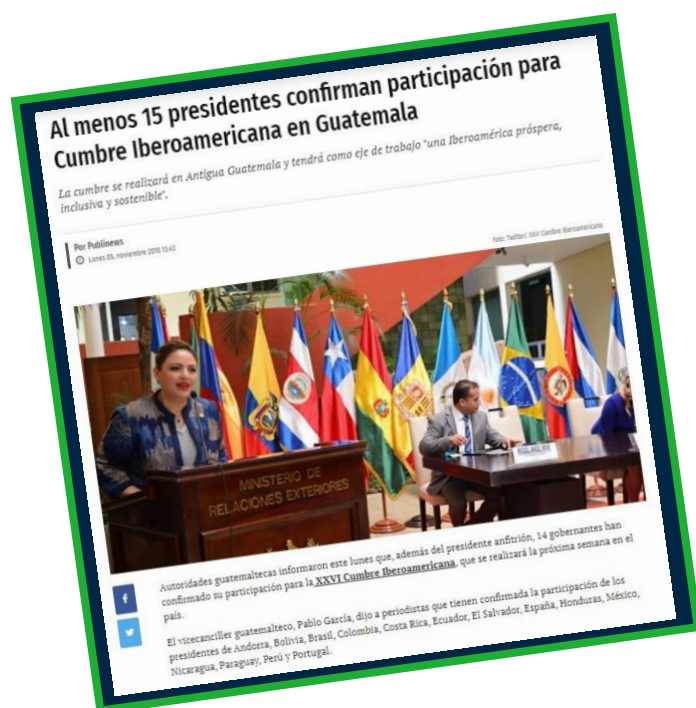 Al menos 15 presidentes confirman participación para
Cumbre Iberoamericana en Guatemala
La cumbre se realizará en Antigua Guatemala y tendrá como eje de trabajo "una Iberoamérica próspera,
inclusiva y sostenible".
Por Publinews
Lunes 05, noviembre 2018 13:43
Foto: Twitter/ XXVI Cumbre Iberoamericana
MINISTERIO DE
RELACIONES EXTERIORES
Autoridades guatemaltecas informaron este lunes que, además del presidente anfitrión, 14 gobernantes han
confirmado su participación para la XXVI Cumbre Iberoamericana, que se realizará la próxima semana en el
país.
El vicecanciller guatemalteco, Pablo García, dijo a periodistas que tienen confirmada la participación de los
presidentes de Andorra, Bolivia, Brasil, Colombia, Costa Rica, Ecuador, El Salvador, España, Honduras, México,
Nicaragua, Paraguay, Perú y Portugal.